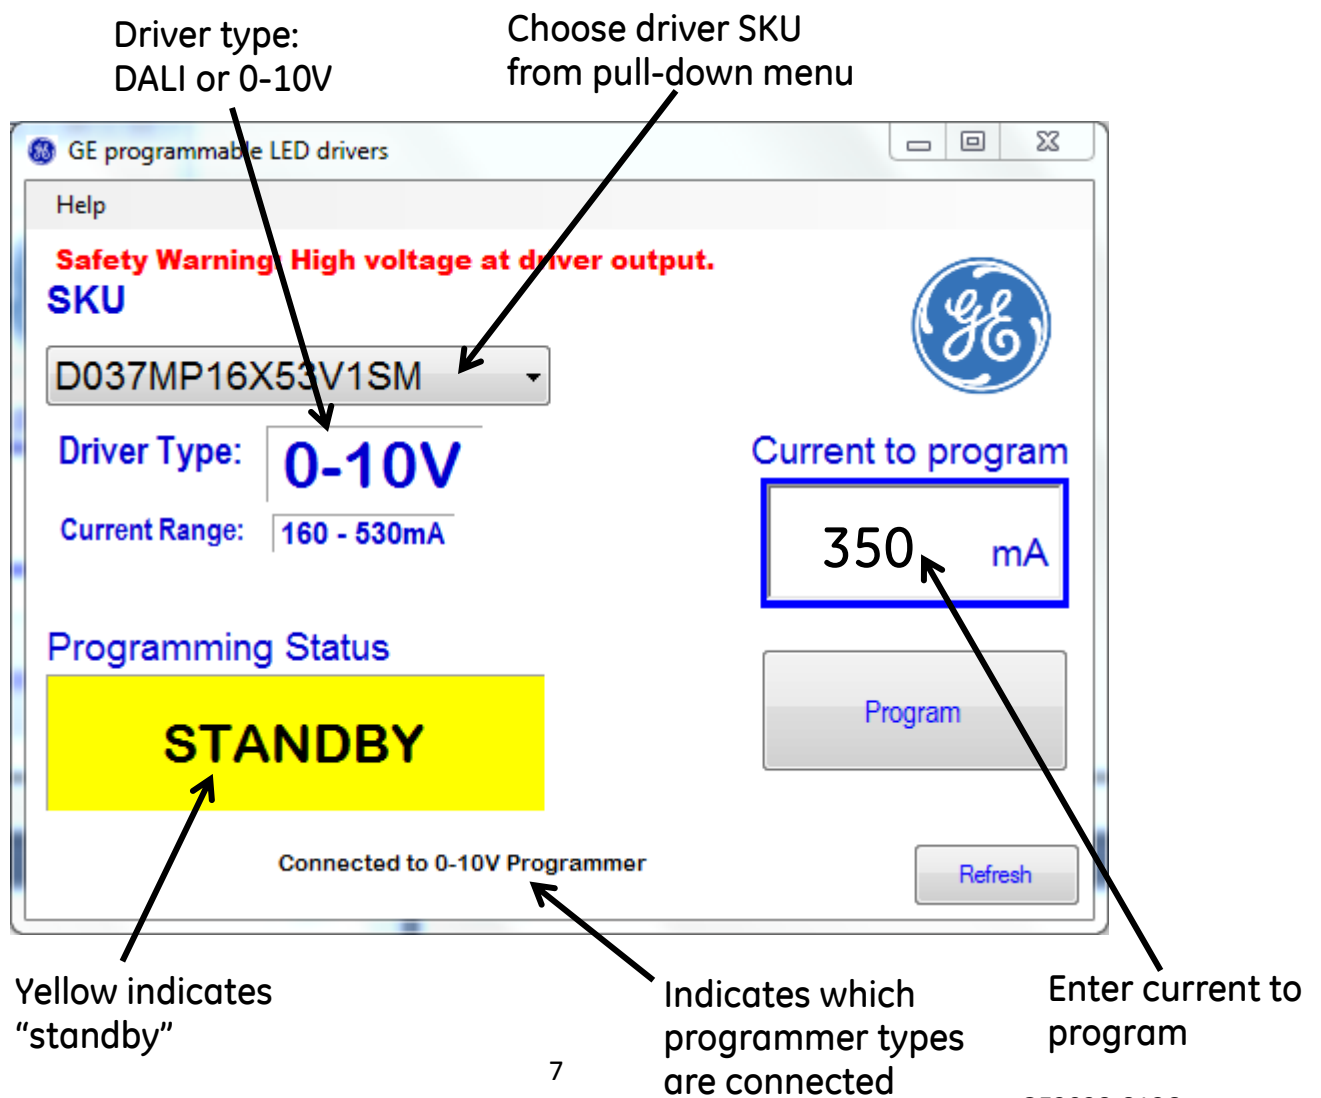 Driver type:
DALI or 0-10V
Choose driver SKU
from pull-down menu
GE programmable LED drivers
Help
Safety Warning: High voltage at driver output.
SKU
GE
D037MP16X53V1SM
Driver Type:
0-10V
Current to program
Current Range:
160 - 530mA
350 mA
Programming Status
STANDBY
Program
Connected to 0-10V Programmer
Refresh
Yellow indicates
“standby”
Indicates which
programmer types
are connected
Enter current to
program
7